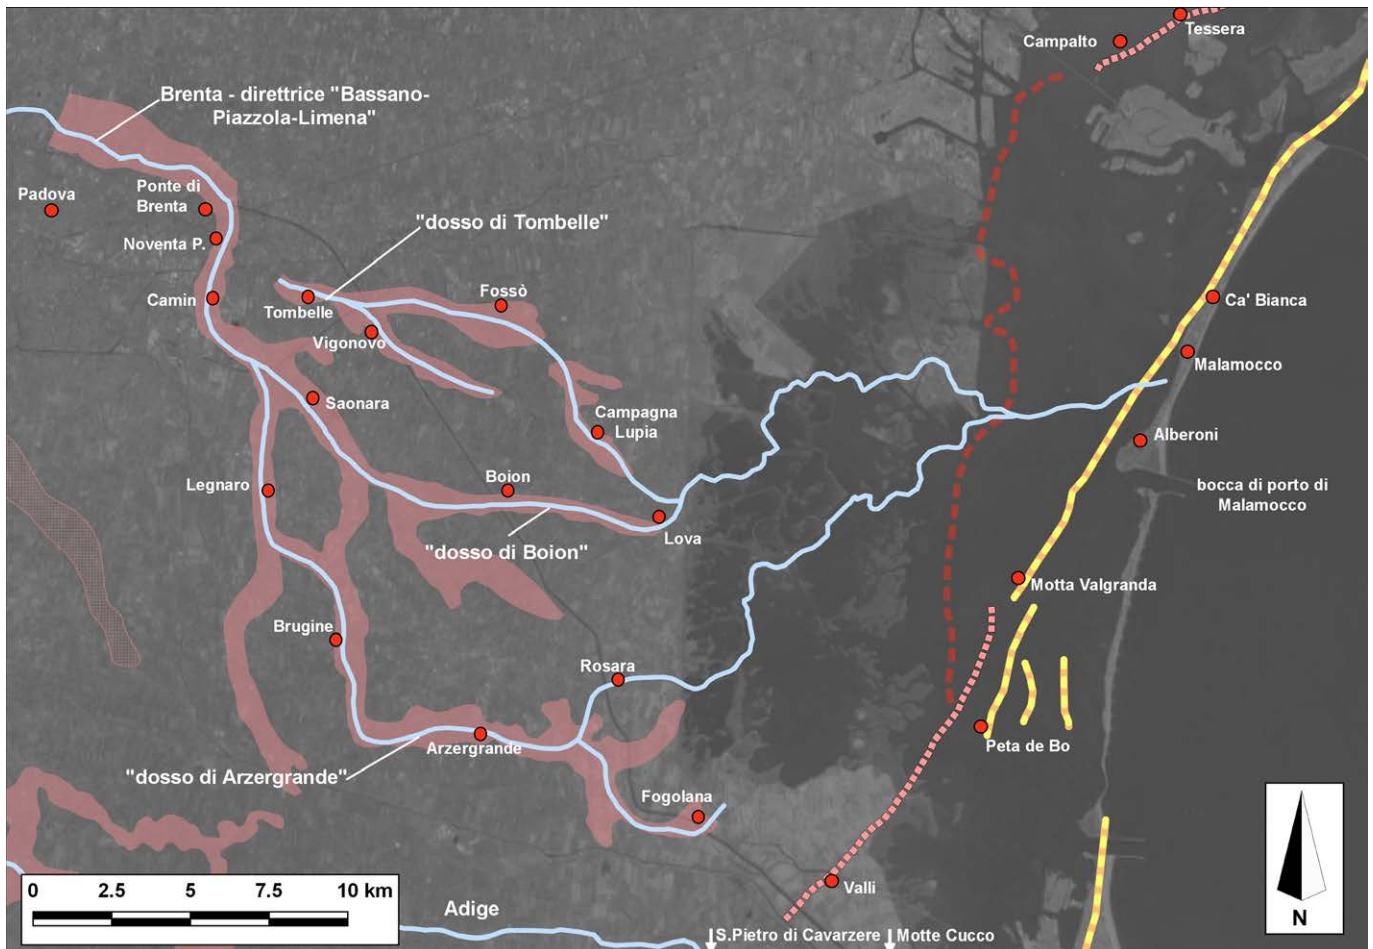 Tessera
Campalto
Brenta - direttrice "Bassano-
Piazzola-Limena"
Padova
Ponte di
Brenta
Noventa P.
"dosso di Tombelle"
Camin
Tombelle
Fossò
Vigonovo
Ca' Bianca
Malamocco
Saonara
Campagna
Lupia
Alberoni
Legnaro
Boion
bocca di porto di
Malamocco
Lova
"dosso di Boion"
Motta Valgranda
Brugine
Rosara
Arzergrande
Peta de Bo
"dosso di Arzergrande"
Fogolana
Valli
0 2.5 5 7.5 10 km
Adige
S.Pietro di Cavarzere
Motte Cucco
N